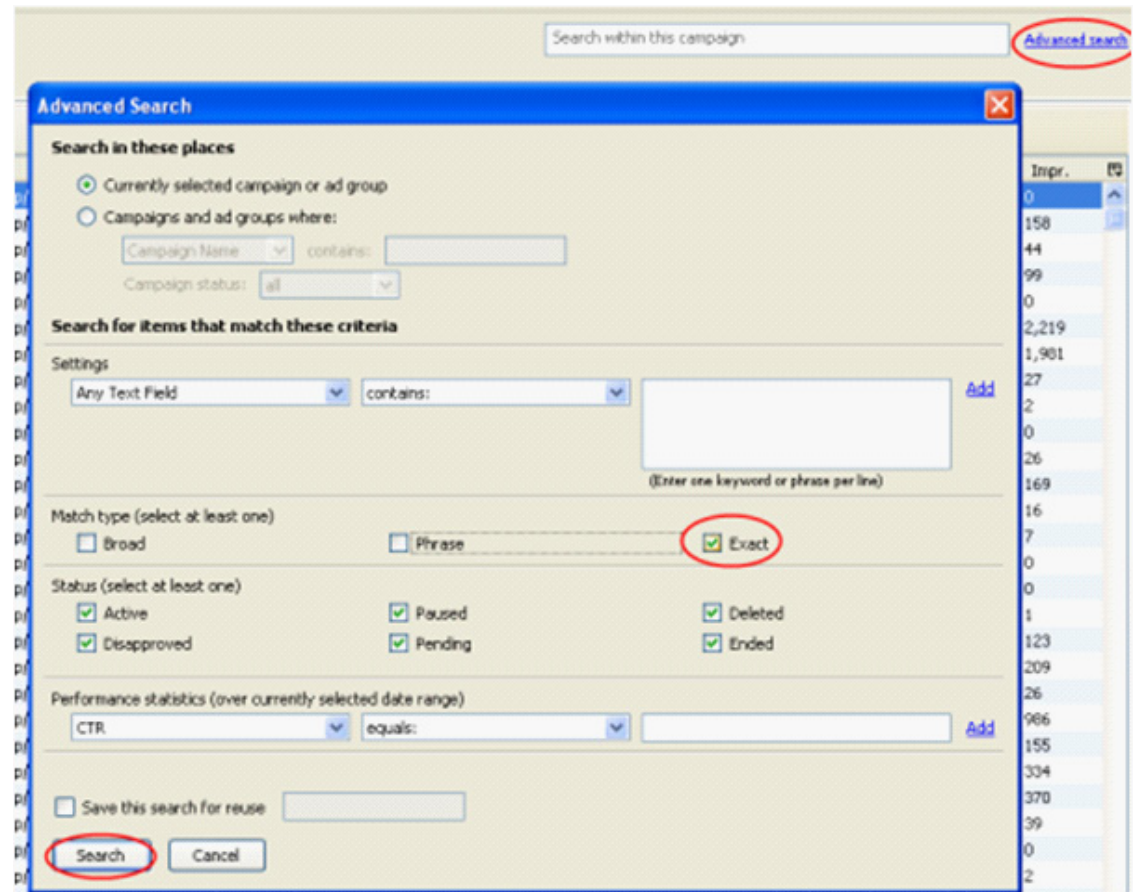 Search within this campaign
Advanced search
Advanced Search
Search in these places
Currently selected campaign or ad group
Campaigns and ad groups where:
Campaign Name contains:
Campaign status: all
Search for items that match these criteria
Settings
Any Text Field contains: Add
(Enter one keyword or phrase per line)
Match type (select at least one)
Broad Phrase Exact
Status (select at least one)
Active Paused Deleted
Disapproved Pending Ended
Performance statistics (over currently selected date range)
CTR equals: Add
Save this search for reuse
Search Cancel
Impr.
0
158
44
99
0
2,219
1,981
27
2
0
26
169
16
7
0
0
1
123
209
26
986
155
334
370
39
0
2